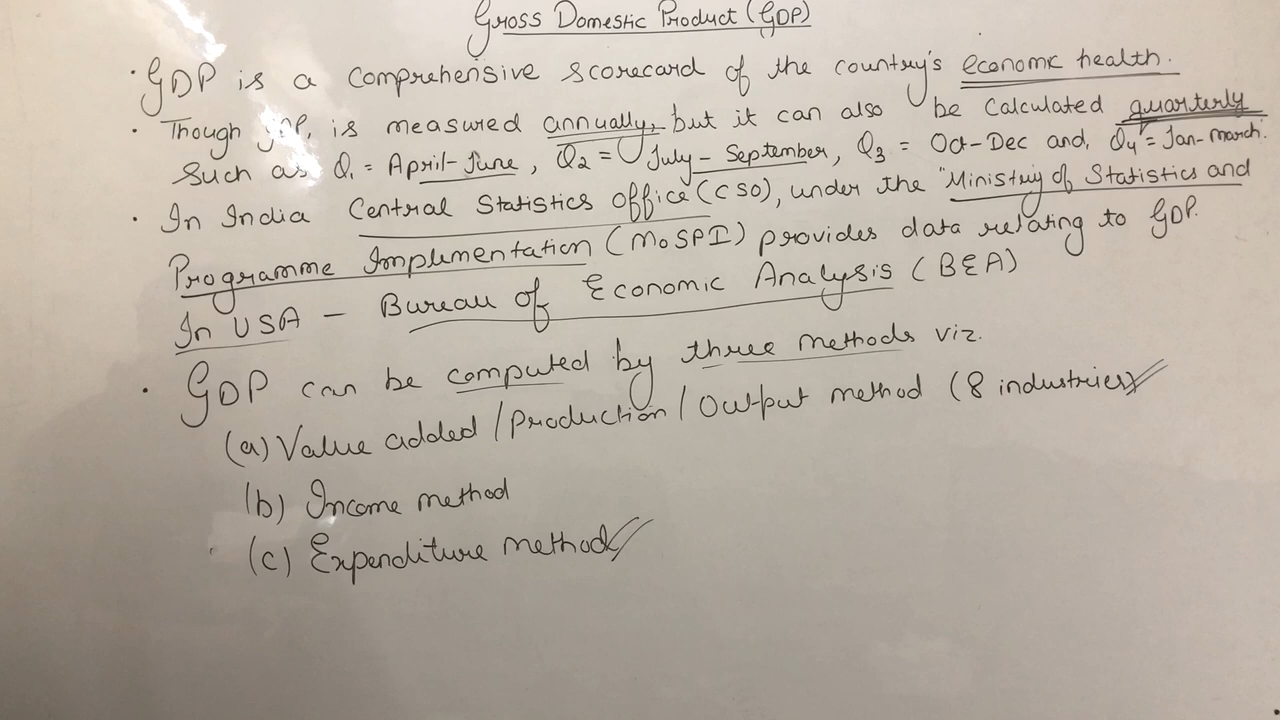 Gross Domestic Product (GDP)
· GDP is a comprehensive scorecard of the country's economic health.
· Though GDP, is measured annually, but it can also be calculated quarterly
Such as Q1 = April-June, Q2 = July-September, Q3 = Oct-Dec and, Q4 = Jan-March.
· In India Central Statistics office (CSO), under the "Ministry of Statistics and
Programme Implementation (MoSPI) provides data relating to GDP.
In USA - Bureau of Economic Analysis (BEA)
· GDP can be computed by three methods viz.
(a) Value added / Production / Output method (8 industries)
(b) Income method
(c) Expenditure method